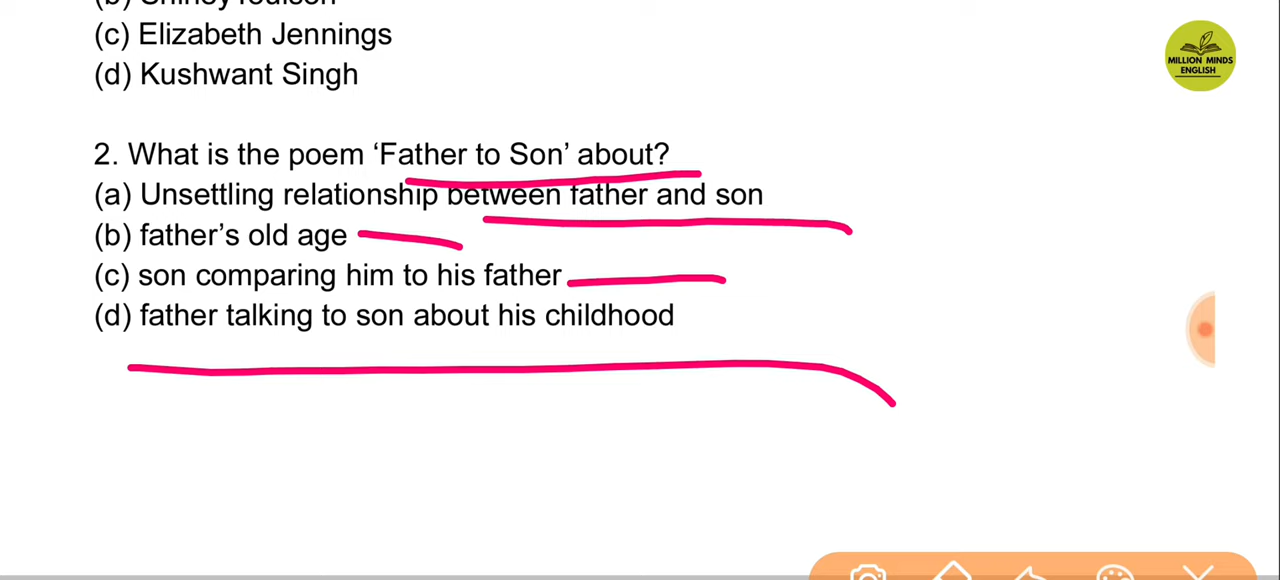 (c) Elizabeth Jennings
(d) Kushwant Singh
MILLION MINDS
ENGLISH
2. What is the poem ‘Father to Son’ about?
(a) Unsettling relationship between father and son
(b) father’s old age
(c) son comparing him to his father
(d) father talking to son about his childhood